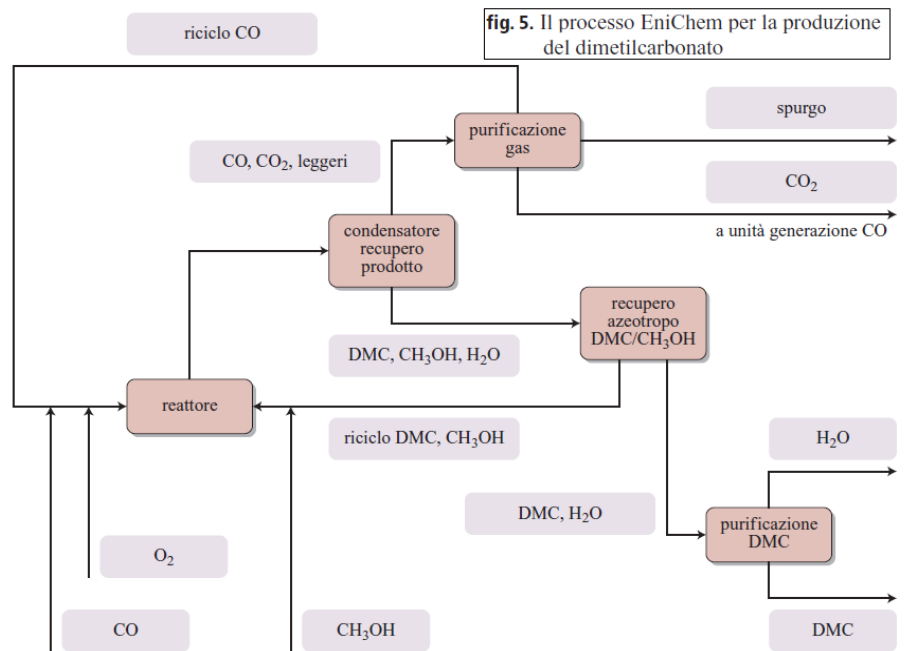 riciclo CO
fig. 5. Il processo EniChem per la produzione
del dimetilcarbonato
spurgo
purificazione
gas
CO, CO₂, leggeri
CO₂
a unità generazione CO
condensatore
recupero
prodotto
recupero
azeotropo
DMC/CH₃OH
DMC, CH₃OH, H₂O
reattore
riciclo DMC, CH₃OH
H₂O
DMC, H₂O
purificazione
DMC
O₂
CO
CH₃OH
DMC